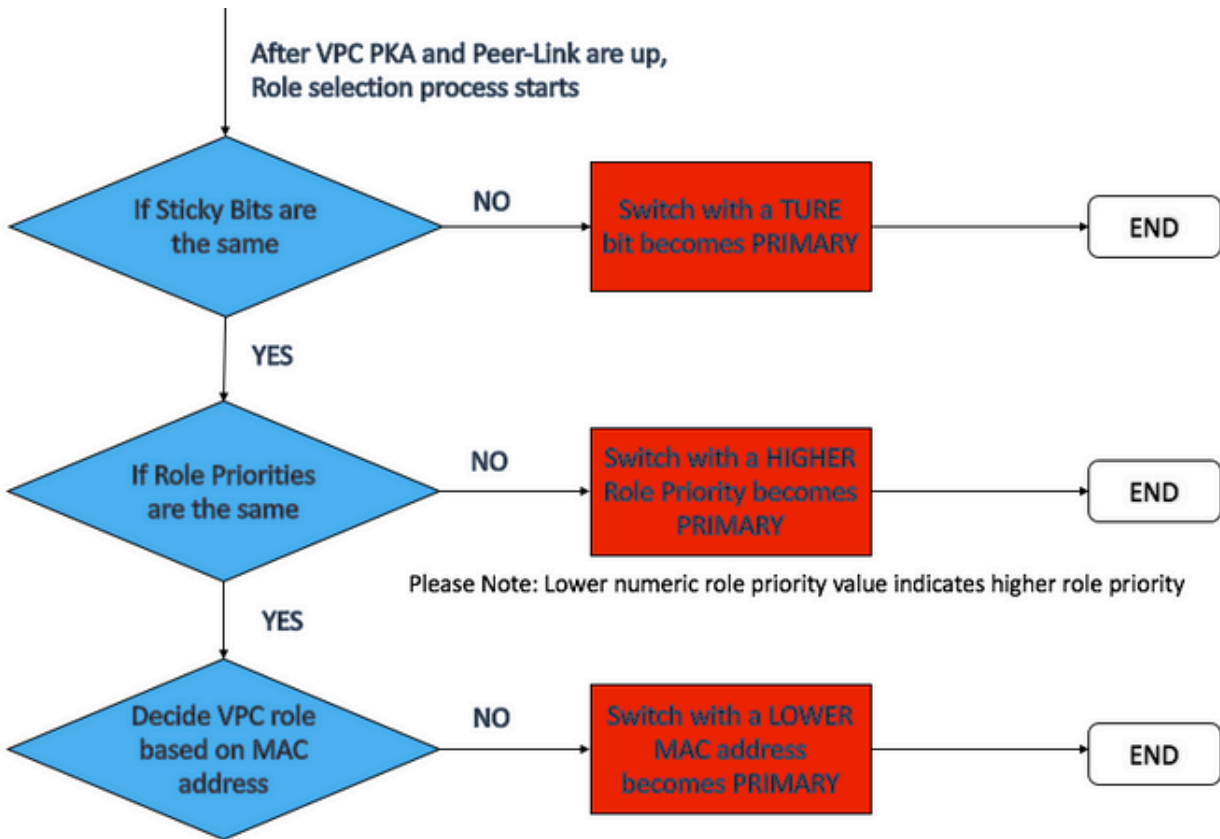 After VPC PKA and Peer-Link are up,
Role selection process starts
If Sticky Bits are
the same
NO
Switch with a TURE
bit becomes PRIMARY
END
YES
If Role Priorities
are the same
NO
Switch with a HIGHER
Role Priority becomes
PRIMARY
END
Please Note: Lower numeric role priority value indicates higher role priority
YES
Decide VPC role
based on MAC
address
NO
Switch with a LOWER
MAC address
becomes PRIMARY
END